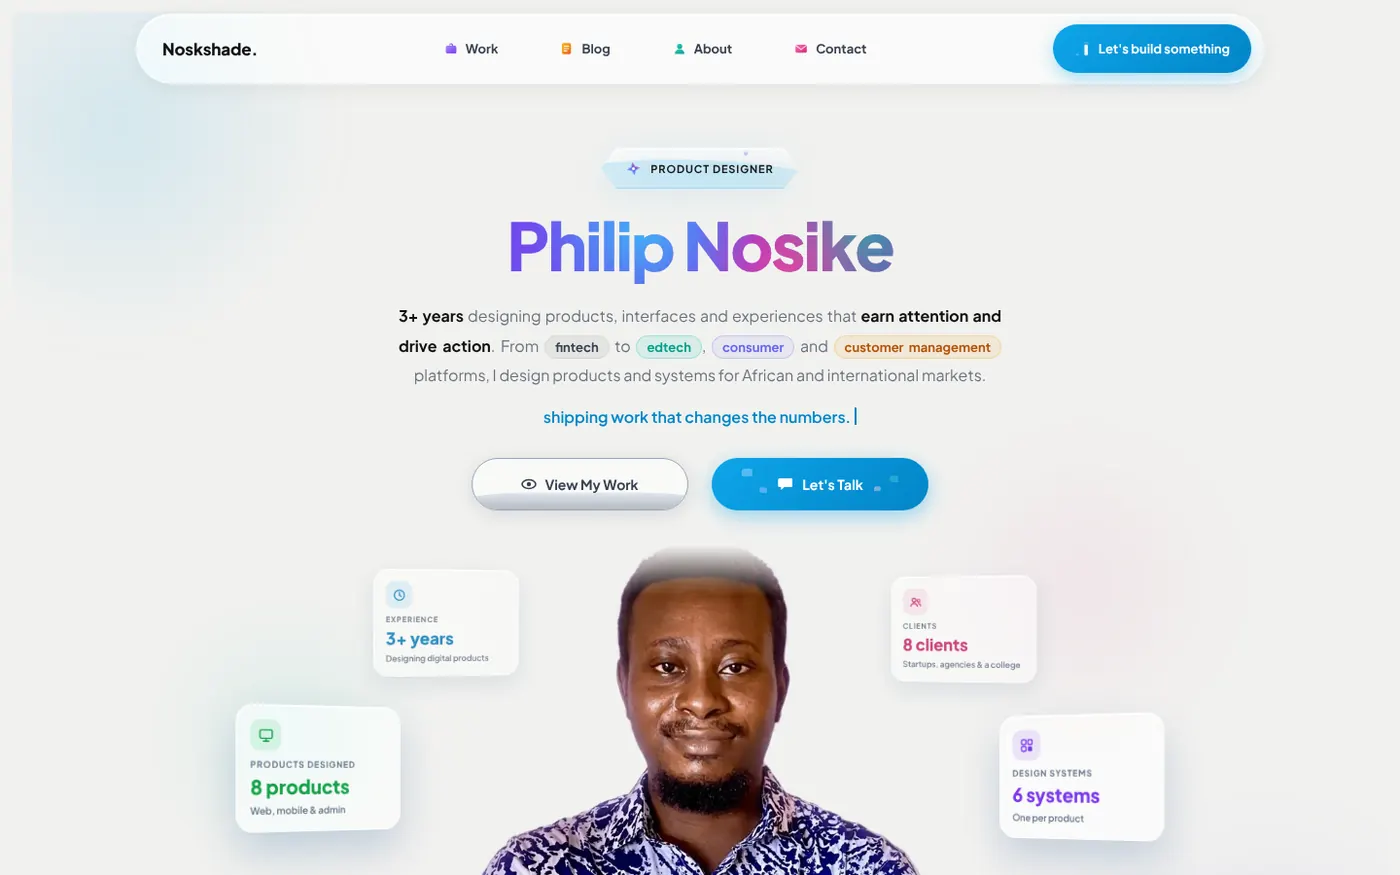 Noskshade.
Work
Blog
About
Contact
Let's build something
PRODUCT DESIGNER
Philip Nosike
3+ years designing products, interfaces and experiences that earn attention and
drive action. From fintech to edtech, consumer and customer management
platforms, I design products and systems for African and international markets.
shipping work that changes the numbers.
View My Work
Let's Talk
EXPERIENCE
3+ years
Designing digital products
CLIENTS
8 clients
Startups, agencies & a college
PRODUCTS DESIGNED
8 products
Web, mobile & admin
DESIGN SYSTEMS
6 systems
One per product